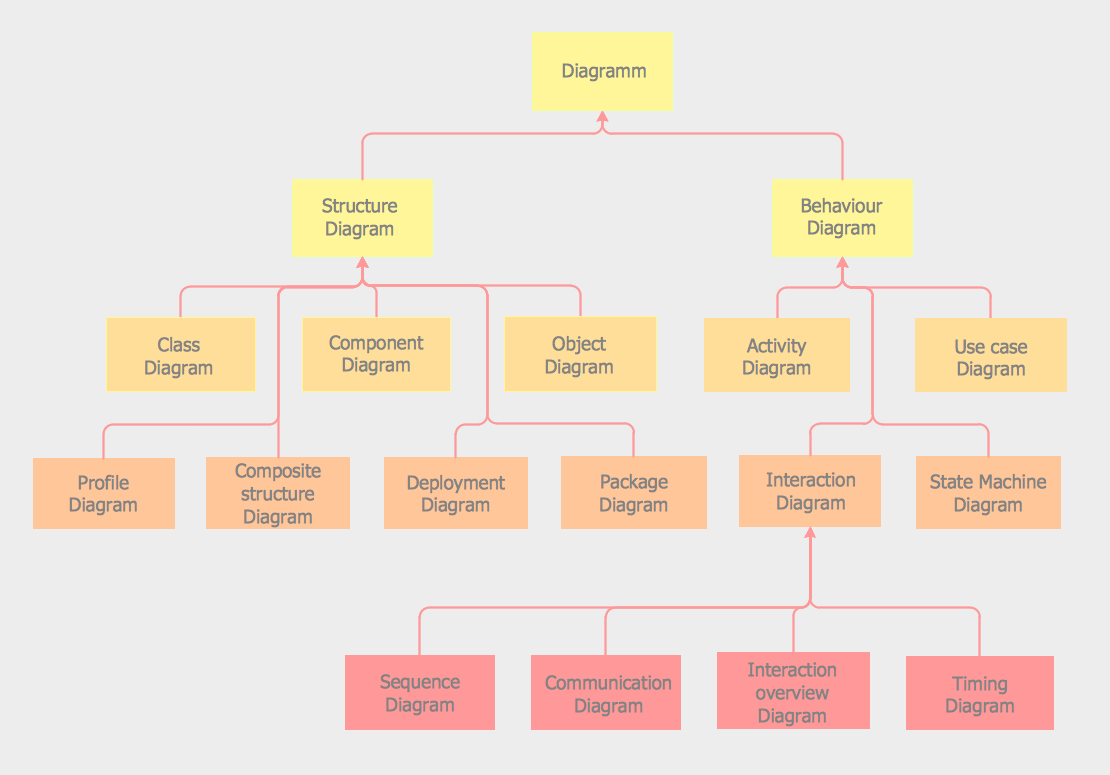 Diagramm
Structure
Diagram
Behaviour
Diagram
Class
Diagram
Component
Diagram
Object
Diagram
Activity
Diagram
Use case
Diagram
Profile
Diagram
Composite
structure
Diagram
Deployment
Diagram
Package
Diagram
Interaction
Diagram
State Machine
Diagram
Sequence
Diagram
Communication
Diagram
Interaction
overview
Diagram
Timing
Diagram